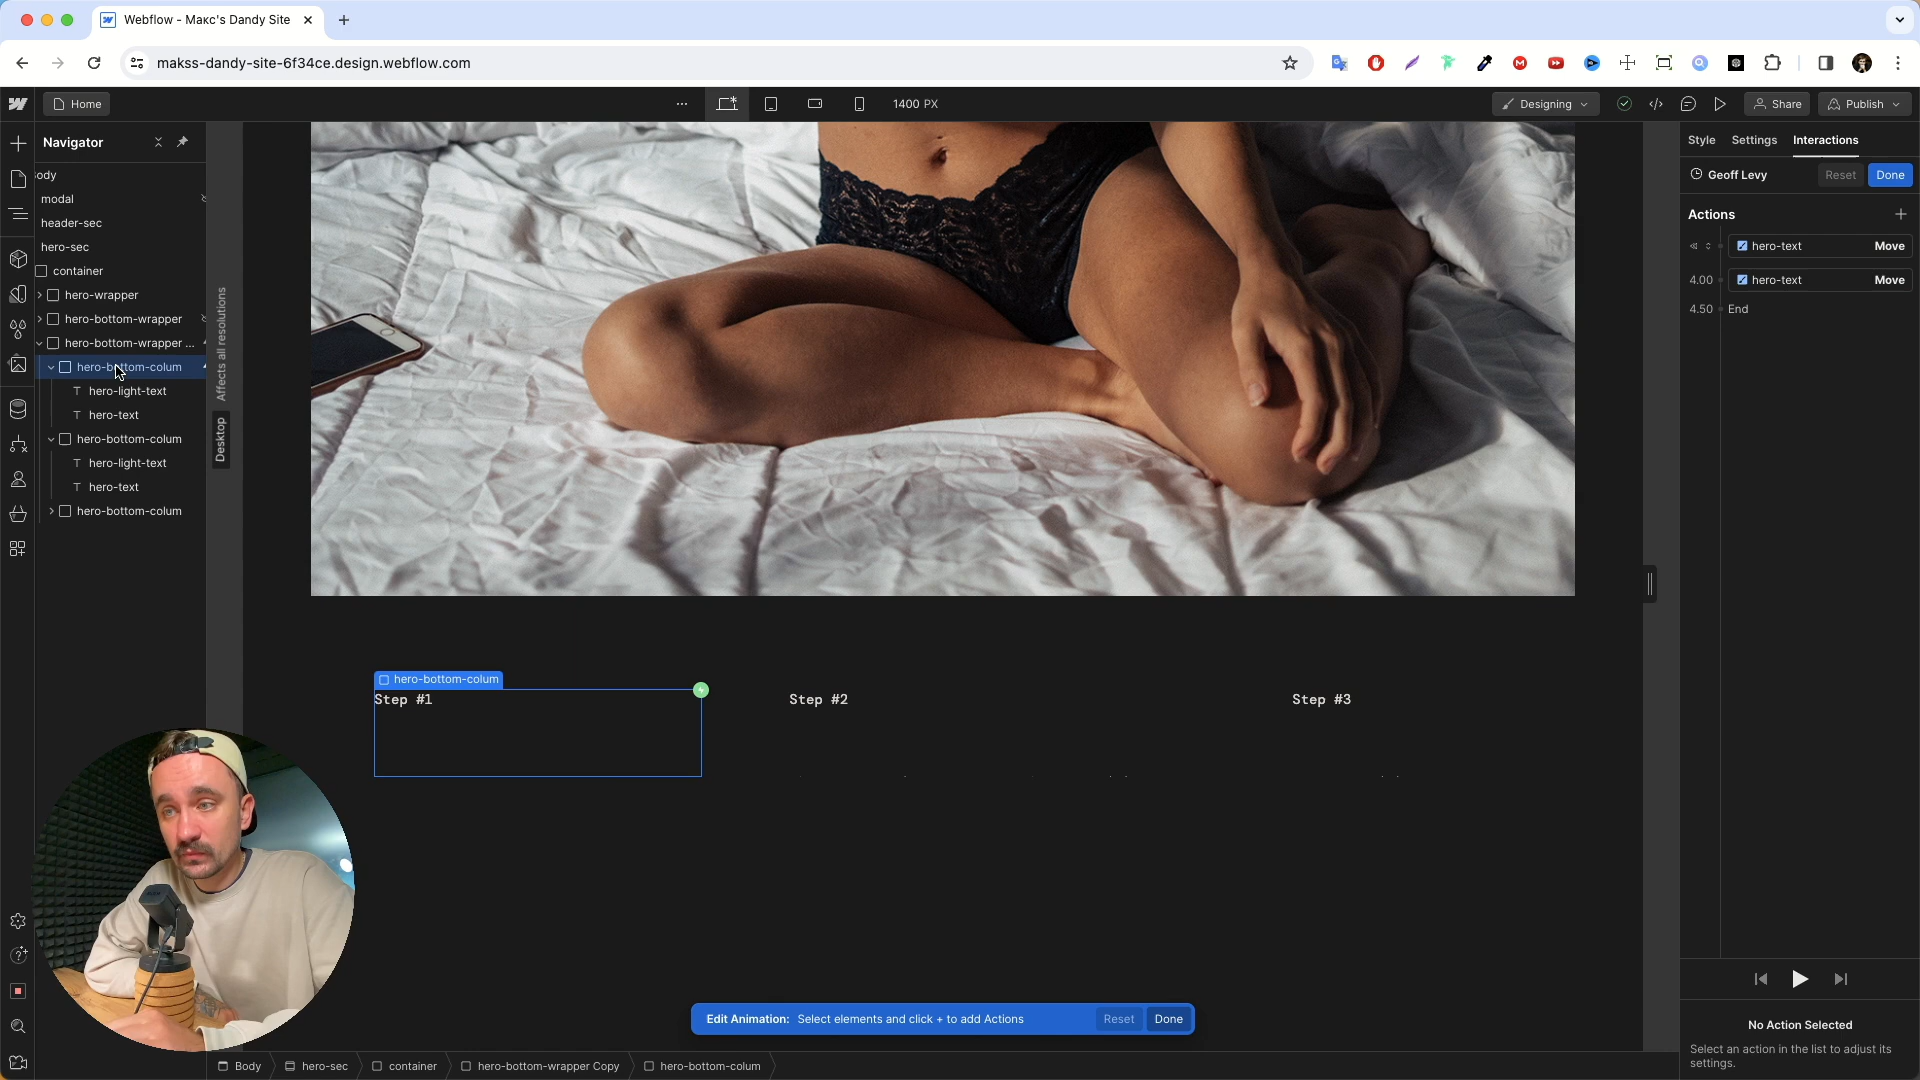 Webflow - Макс's Dandy Site
makss-dandy-site-6f34ce.design.webflow.com
Home
1400 PX
Designing
Share
Publish
Navigator
Body
modal
header-sec
hero-sec
container
hero-wrapper
hero-bottom-wrapper
hero-bottom-wrapper ...
hero-bottom-colum
hero-light-text
hero-text
hero-bottom-colum
hero-light-text
hero-text
hero-bottom-colum
Affects all resolutions
Desktop
hero-bottom-colum
Step #1
Step #2
Step #3
Edit Animation: Select elements and click + to add Actions
Reset
Done
Body
hero-sec
container
hero-bottom-wrapper Copy
hero-bottom-colum
Style
Settings
Interactions
Geoff Levy
Reset
Done
Actions
hero-text
Move
4.00
hero-text
Move
4.50
End
No Action Selected
Select an action in the list to adjust its
settings.